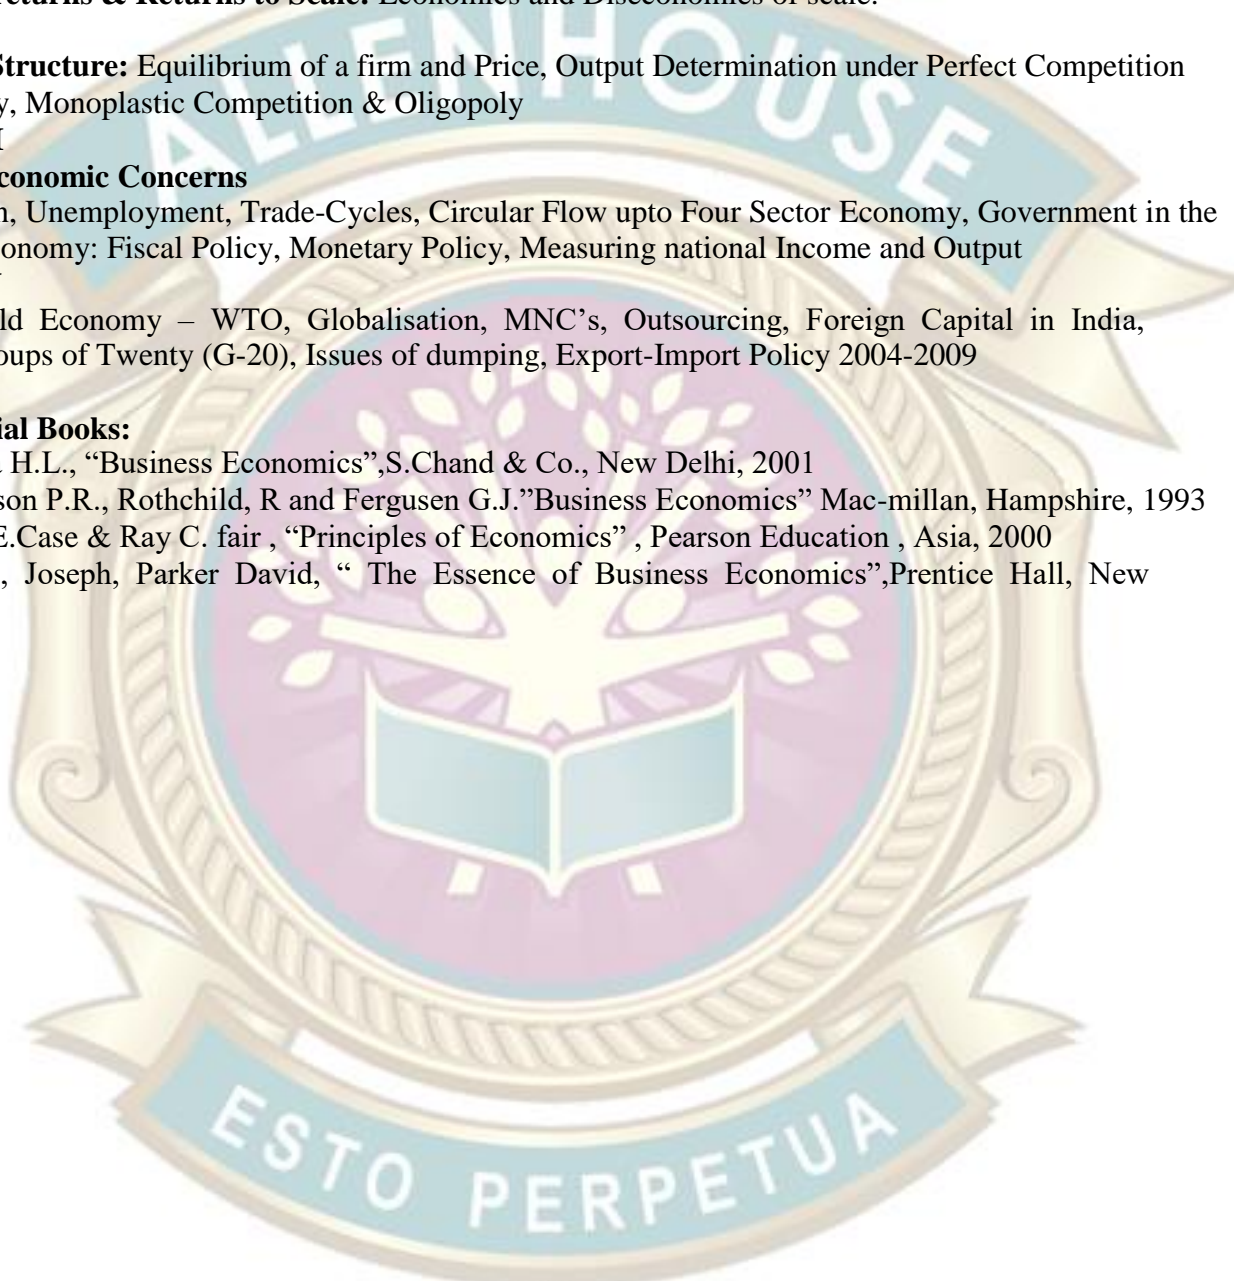 returns & Returns to Scale: Economies and Diseconomies of scale.
Structure: Equilibrium of a firm and Price, Output Determination under Perfect Competition
y, Monoplastic Competition & Oligopoly
I
conomic Concerns
n, Unemployment, Trade-Cycles, Circular Flow upto Four Sector Economy, Government in the
onomy: Fiscal Policy, Monetary Policy, Measuring national Income and Output
ld Economy – WTO, Globalisation, MNC’s, Outsourcing, Foreign Capital in India,
oups of Twenty (G-20), Issues of dumping, Export-Import Policy 2004-2009
ial Books:
H.L., “Business Economics”,S.Chand & Co., New Delhi, 2001
son P.R., Rothchild, R and Fergusen G.J.”Business Economics” Mac-millan, Hampshire, 1993
E.Case & Ray C. fair , “Principles of Economics” , Pearson Education , Asia, 2000
, Joseph, Parker David, “ The Essence of Business Economics”,Prentice Hall, New
ALLENHOUSE
ESTO PERPETUA